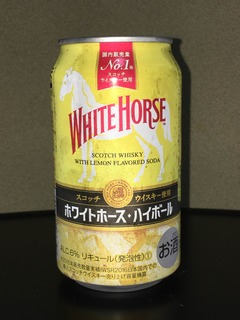 国内販売量
No.1※
スコッチ
ウイスキー使用
WHITE HORSE
SCOTCH WHISKY
WITH LEMON FLAVORED SODA
スコッチ ウイスキー使用
ホワイトホース・ハイボール
お酒
ALC.6% リキュール(発泡性)①